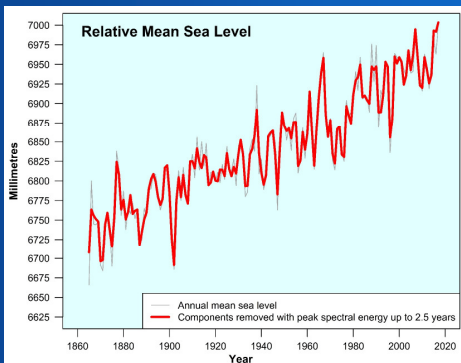 Relative Mean Sea Level
7000
6975
6950
6925
6900
6875
6850
6825
6800
6775
6750
6725
6700
6675
6650
6625
Millimetres
Annual mean sea level
Components removed with peak spectral energy up to 2.5 years
1860 1880 1900 1920 1940 1960 1980 2000 2020
Year